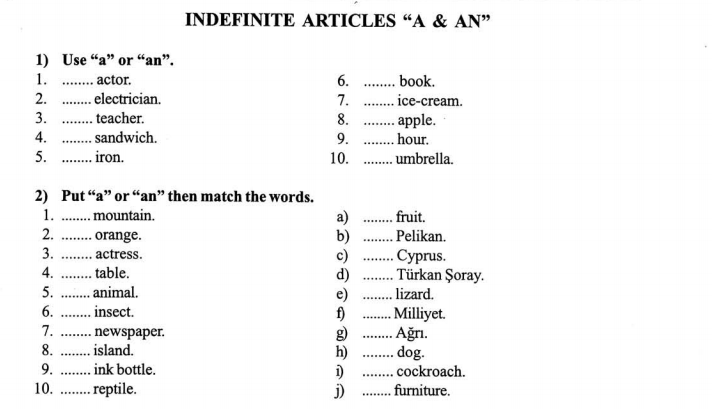 INDEFINITE ARTICLES “A & AN”
1) Use “a” or “an”.
1. ........ actor.
2. ........ electrician.
3. ........ teacher.
4. ........ sandwich.
5. ........ iron.
6. ........ book.
7. ........ ice-cream.
8. ........ apple.
9. ........ hour.
10. ........ umbrella.
2) Put “a” or “an” then match the words.
1. ........ mountain.
2. ........ orange.
3. ........ actress.
4. ........ table.
5. ........ animal.
6. ........ insect.
7. ........ newspaper.
8. ........ island.
9. ........ ink bottle.
10. ........ reptile.
a) ........ fruit.
b) ........ Pelikan.
c) ........ Cyprus.
d) ........ Türkan Şoray.
e) ........ lizard.
f) ........ Milliyet.
g) ........ Ağrı.
h) ........ dog.
i) ........ cockroach.
j) ........ furniture.